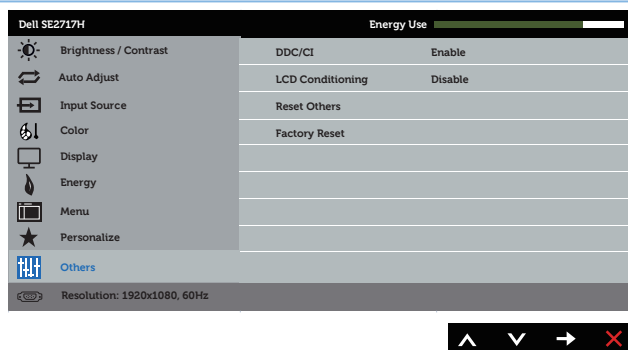 Dell SE2717H Energy Use
Brightness / Contrast DDC/CI Enable
Auto Adjust LCD Conditioning Disable
Input Source Reset Others
Color Factory Reset
Display
Energy
Menu
Personalize
Others
Resolution: 1920x1080, 60Hz